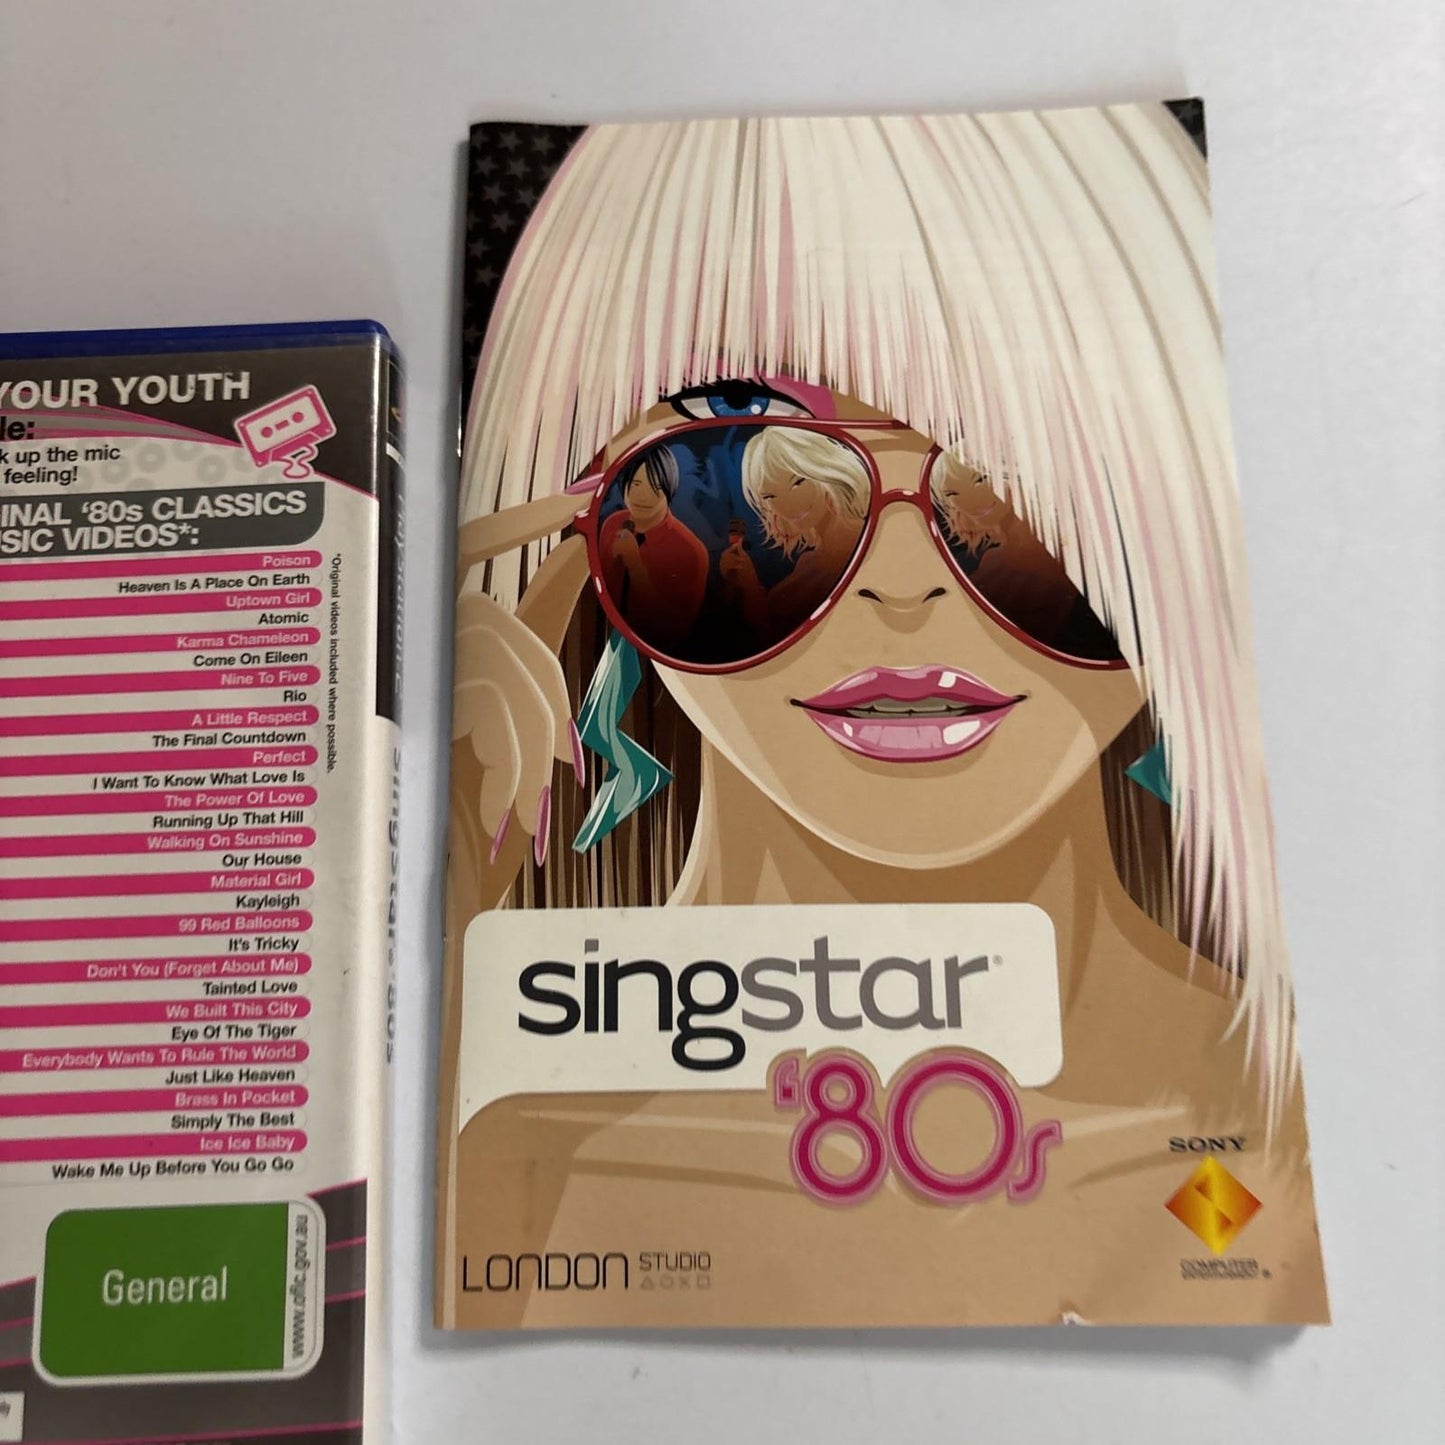 YOUR YOUTH
le:
k up the mic
feeling!
INAL ‘80s CLASSICS
SIC VIDEOS*:
Poison
Heaven Is A Place On Earth
Uptown Girl
Atomic
Karma Chameleon
Come On Eileen
Nine To Five
Rio
A Little Respect
The Final Countdown
Perfect
I Want To Know What Love Is
The Power Of Love
Running Up That Hill
Walking On Sunshine
Our House
Material Girl
Kayleigh
99 Red Balloons
It's Tricky
Don't You (Forget About Me)
Tainted Love
We Built This City
Eye Of The Tiger
Everybody Wants To Rule The World
Just Like Heaven
Brass In Pocket
Simply The Best
Ice Ice Baby
Wake Me Up Before You Go Go
*Original videos included where possible.
General
www.oflc.gov.au
PlayStation.2
SingStar '80s
singstar®
‘80s
LONDON STUDIO
SONY
COMPUTER
ENTERTAINMENT ®